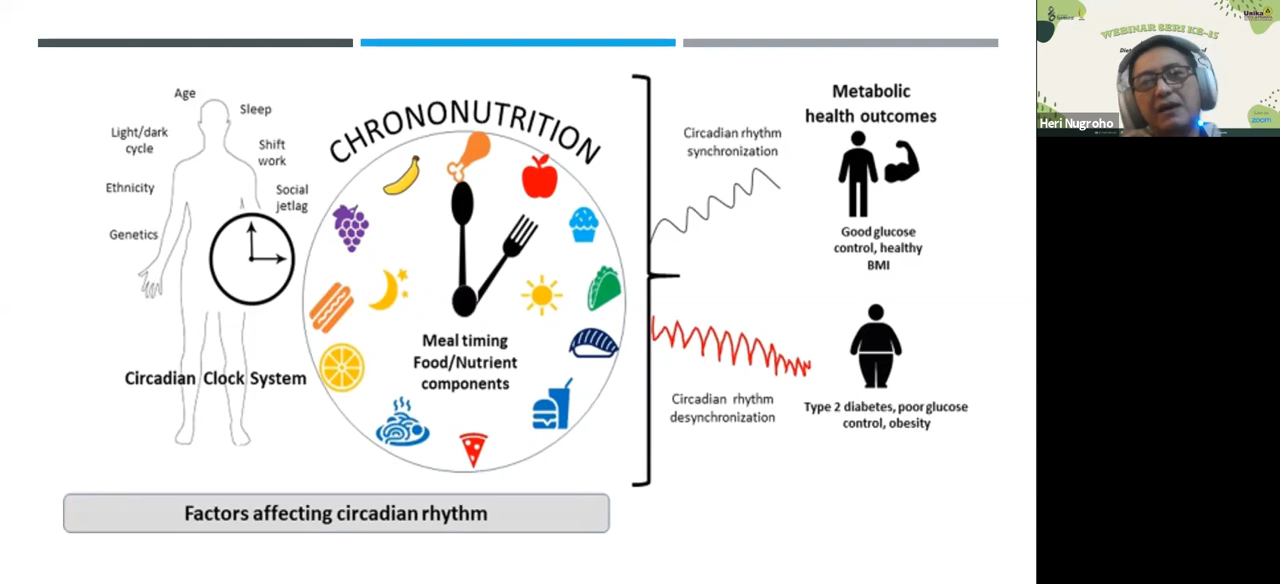 Age
Sleep
Light/dark
cycle
Shift
work
Ethnicity
Social
jetlag
Genetics
Circadian Clock System
CHRONONUTRITION
Meal timing
Food/Nutrient
components
Factors affecting circadian rhythm
Circadian rhythm
synchronization
Metabolic
health outcomes
Good glucose
control, healthy
BMI
Circadian rhythm
desynchronization
Type 2 diabetes, poor glucose
control, obesity
Unika
WEBINAR SERI KE-15
zoom
Heri Nugroho